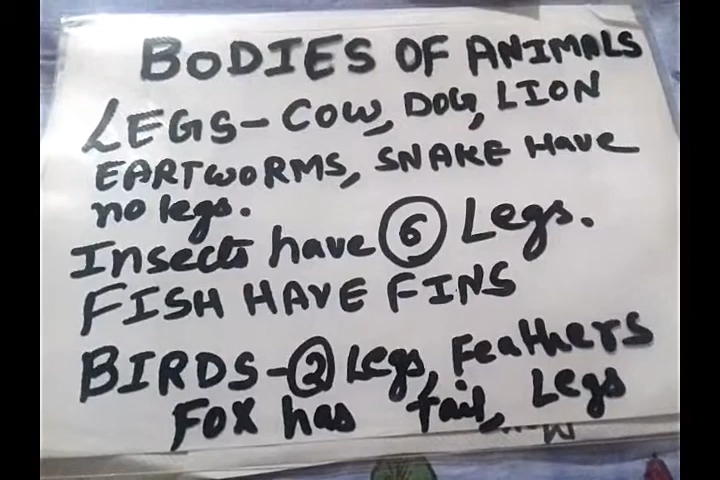 BODIES OF ANIMALS
LEGS- COW, DOG, LION
EARTWORMS, SNAKE Have
no legs.
Insects have 6 Legs.
FISH HAVE FINS
BIRDS-2 Legs, Feathers
FOX has tail, Legs